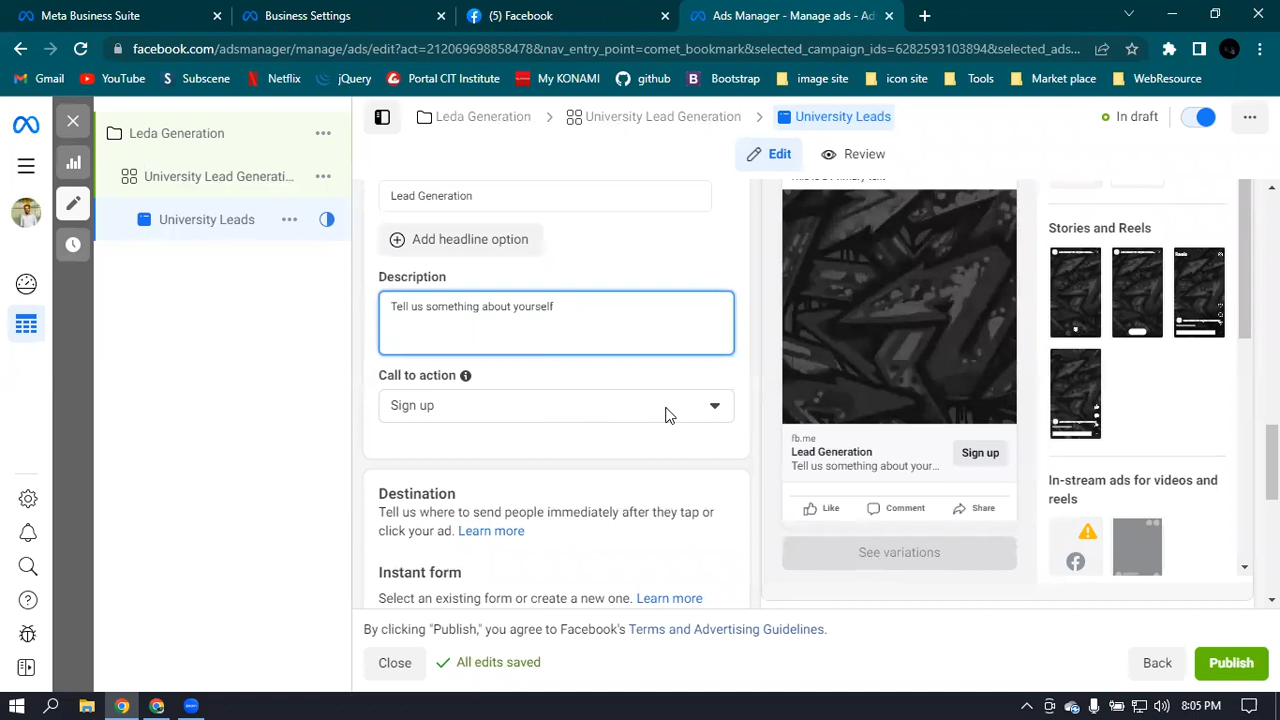 Meta Business Suite
Business Settings
(5) Facebook
Ads Manager - Manage ads - Ads
facebook.com/adsmanager/manage/ads/edit?act=212069698858478&nav_entry_point=comet_bookmark&selected_campaign_ids=6282593103894&selected_ads...
Gmail
YouTube
Subscene
Netflix
jQuery
Portal CIT Institute
My KONAMI
github
Bootstrap
image site
icon site
Tools
Market place
WebResource
Leda Generation
University Lead Generati...
University Leads
Leda Generation
University Lead Generation
University Leads
In draft
Edit
Review
Lead Generation
Add headline option
Description
Tell us something about yourself
Call to action
Sign up
Destination
Tell us where to send people immediately after they tap or
click your ad. Learn more
Instant form
Select an existing form or create a new one. Learn more
fb.me
Lead Generation
Tell us something about your...
Sign up
Like
Comment
Share
See variations
Stories and Reels
In-stream ads for videos and
reels
By clicking "Publish," you agree to Facebook's Terms and Advertising Guidelines.
Close
All edits saved
Back
Publish
8:05 PM